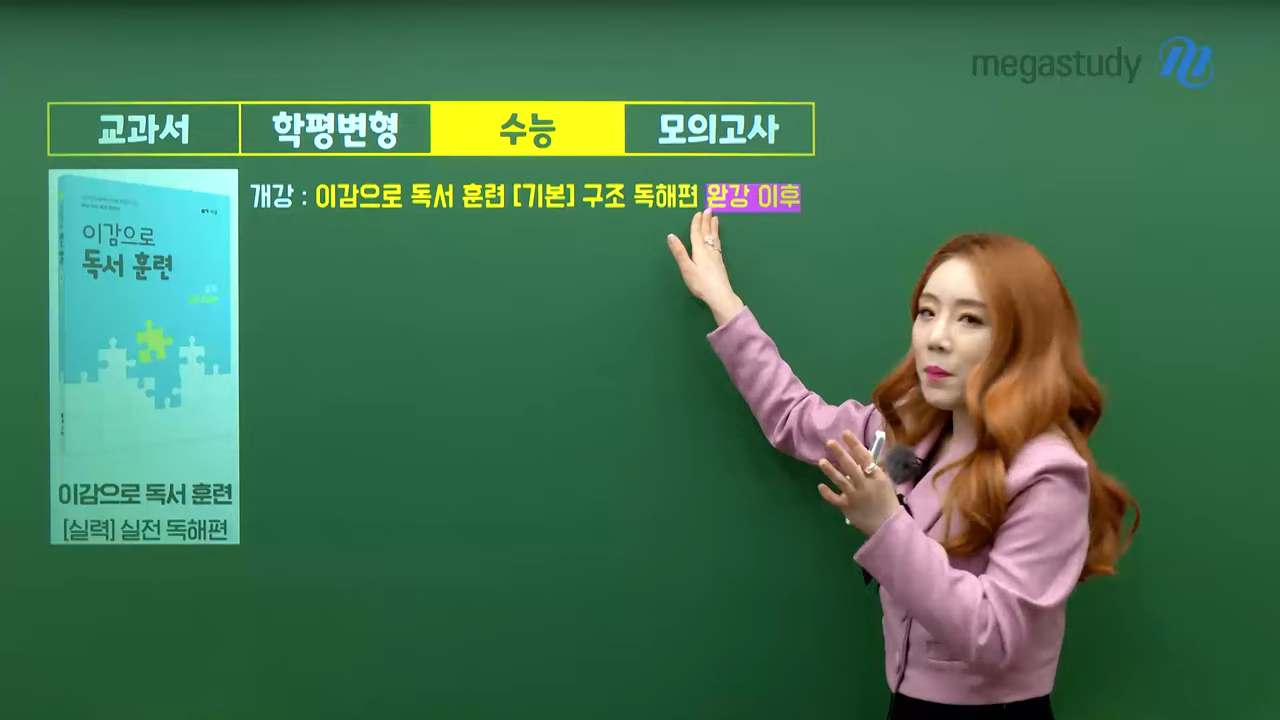 megastudy
교과서 학평변형 수능 모의고사
개강 : 이감으로 독서 훈련 [기본] 구조 독해편 완강 이후
이감으로
독서 훈련
이감으로 독서 훈련
[실력] 실전 독해편